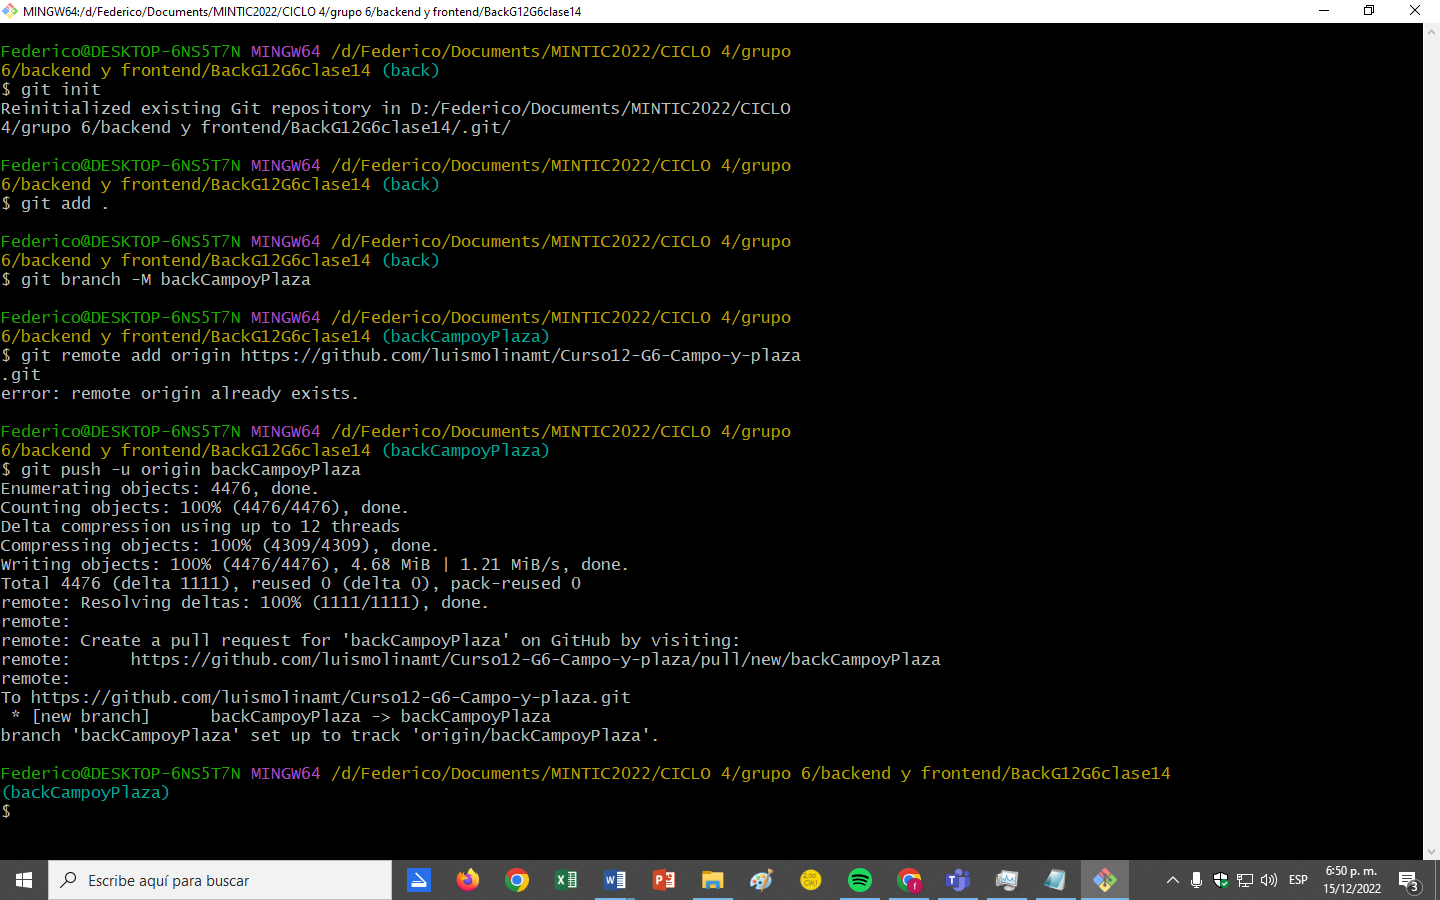 MINGW64:/d/Federico/Documents/MINTIC2022/CICLO 4/grupo 6/backend y frontend/BackG12G6clase14
Federico@DESKTOP-6NS5T7N MINGW64 /d/Federico/Documents/MINTIC2022/CICLO 4/grupo
6/backend y frontend/BackG12G6clase14 (back)
$ git init
Reinitialized existing Git repository in D:/Federico/Documents/MINTIC2022/CICLO
4/grupo 6/backend y frontend/BackG12G6clase14/.git/
Federico@DESKTOP-6NS5T7N MINGW64 /d/Federico/Documents/MINTIC2022/CICLO 4/grupo
6/backend y frontend/BackG12G6clase14 (back)
$ git add .
Federico@DESKTOP-6NS5T7N MINGW64 /d/Federico/Documents/MINTIC2022/CICLO 4/grupo
6/backend y frontend/BackG12G6clase14 (back)
$ git branch -M backCampoyPlaza
Federico@DESKTOP-6NS5T7N MINGW64 /d/Federico/Documents/MINTIC2022/CICLO 4/grupo
6/backend y frontend/BackG12G6clase14 (backCampoyPlaza)
$ git remote add origin https://github.com/luismolinamt/Curso12-G6-Campo-y-plaza
.git
error: remote origin already exists.
Federico@DESKTOP-6NS5T7N MINGW64 /d/Federico/Documents/MINTIC2022/CICLO 4/grupo
6/backend y frontend/BackG12G6clase14 (backCampoyPlaza)
$ git push -u origin backCampoyPlaza
Enumerating objects: 4476, done.
Counting objects: 100% (4476/4476), done.
Delta compression using up to 12 threads
Compressing objects: 100% (4309/4309), done.
Writing objects: 100% (4476/4476), 4.68 MiB | 1.21 MiB/s, done.
Total 4476 (delta 1111), reused 0 (delta 0), pack-reused 0
remote: Resolving deltas: 100% (1111/1111), done.
remote:
remote: Create a pull request for 'backCampoyPlaza' on GitHub by visiting:
remote:      https://github.com/luismolinamt/Curso12-G6-Campo-y-plaza/pull/new/backCampoyPlaza
remote:
To https://github.com/luismolinamt/Curso12-G6-Campo-y-plaza.git
 * [new branch]      backCampoyPlaza -> backCampoyPlaza
branch 'backCampoyPlaza' set up to track 'origin/backCampoyPlaza'.
Federico@DESKTOP-6NS5T7N MINGW64 /d/Federico/Documents/MINTIC2022/CICLO 4/grupo 6/backend y frontend/BackG12G6clase14
(backCampoyPlaza)
$
Escribe aquí para buscar
ESP
6:50 p. m.
15/12/2022
3